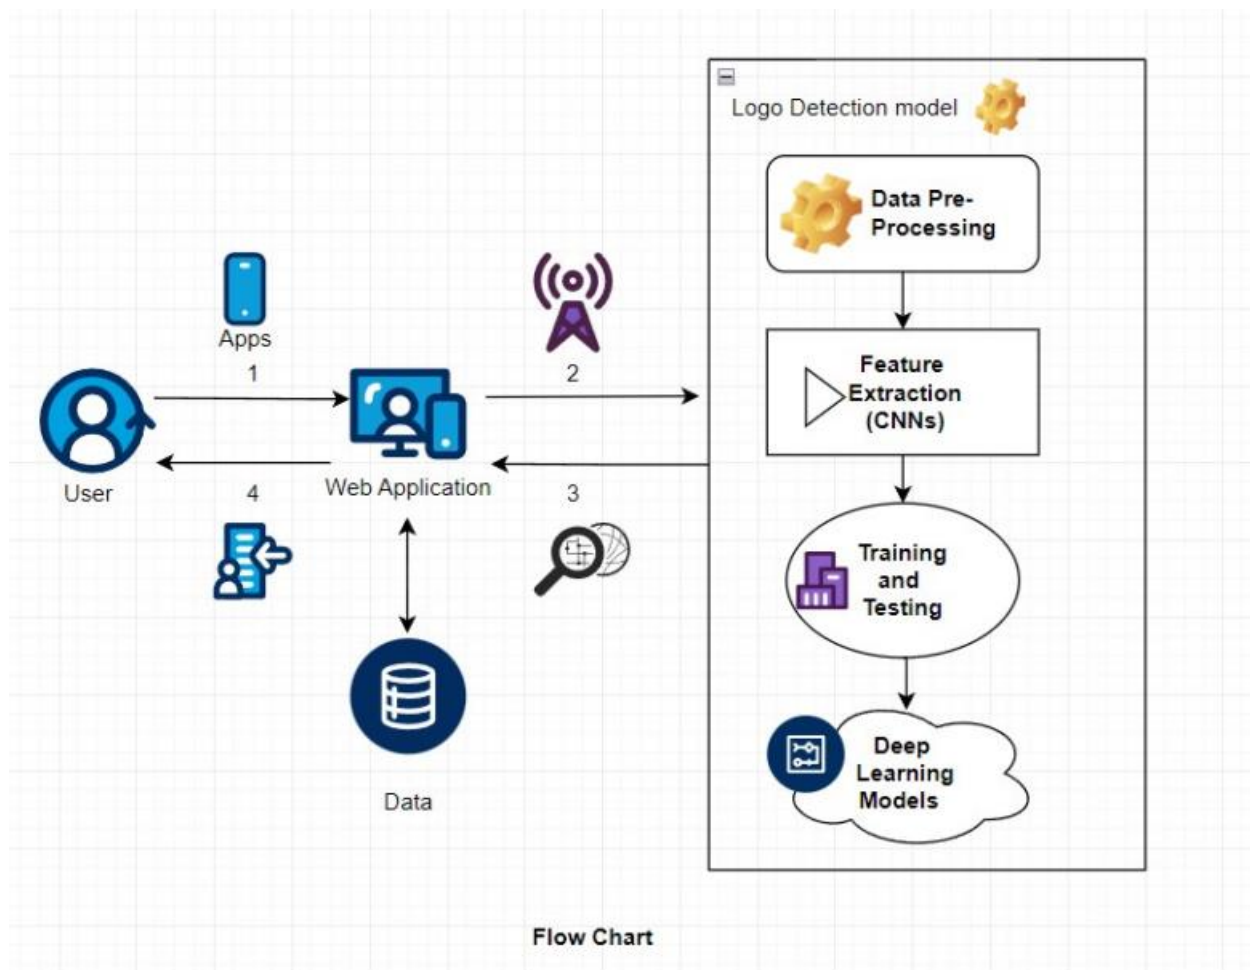 Logo Detection model
Data Pre-
Processing
Apps
1
2
Feature
Extraction
(CNNs)
User
4
Web Application
3
Training
and
Testing
Deep
Learning
Models
Data
Flow Chart